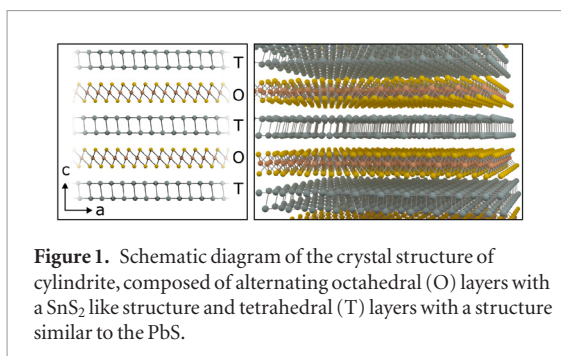 T
O
T
O
T
c
a
Figure 1. Schematic diagram of the crystal structure of
cylindrite, composed of alternating octahedral (O) layers with
a SnS₂ like structure and tetrahedral (T) layers with a structure
similar to the PbS.